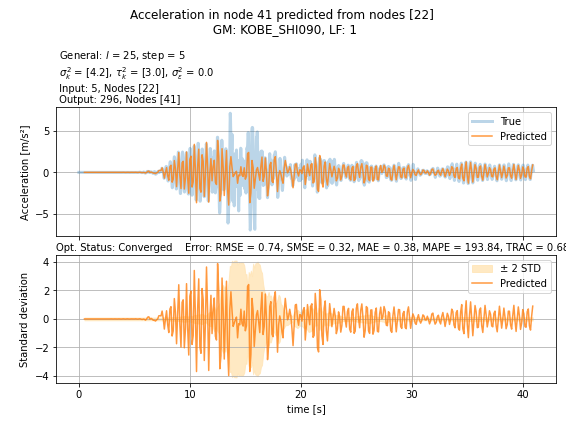 Acceleration in node 41 predicted from nodes [22]
GM: KOBE_SHI090, LF: 1
General: l = 25, step = 5
σ²ₖ = [4.2], τ²ₖ = [3.0], σ²ε = 0.0
Input: 5, Nodes [22]
Output: 296, Nodes [41]
Acceleration [m/s²]
5
0
−5
True
Predicted
Opt. Status: Converged Error: RMSE = 0.74, SMSE = 0.32, MAE = 0.38, MAPE = 193.84, TRAC = 0.68
Standard deviation
4
2
0
−2
−4
± 2 STD
Predicted
0 10 20 30 40
time [s]